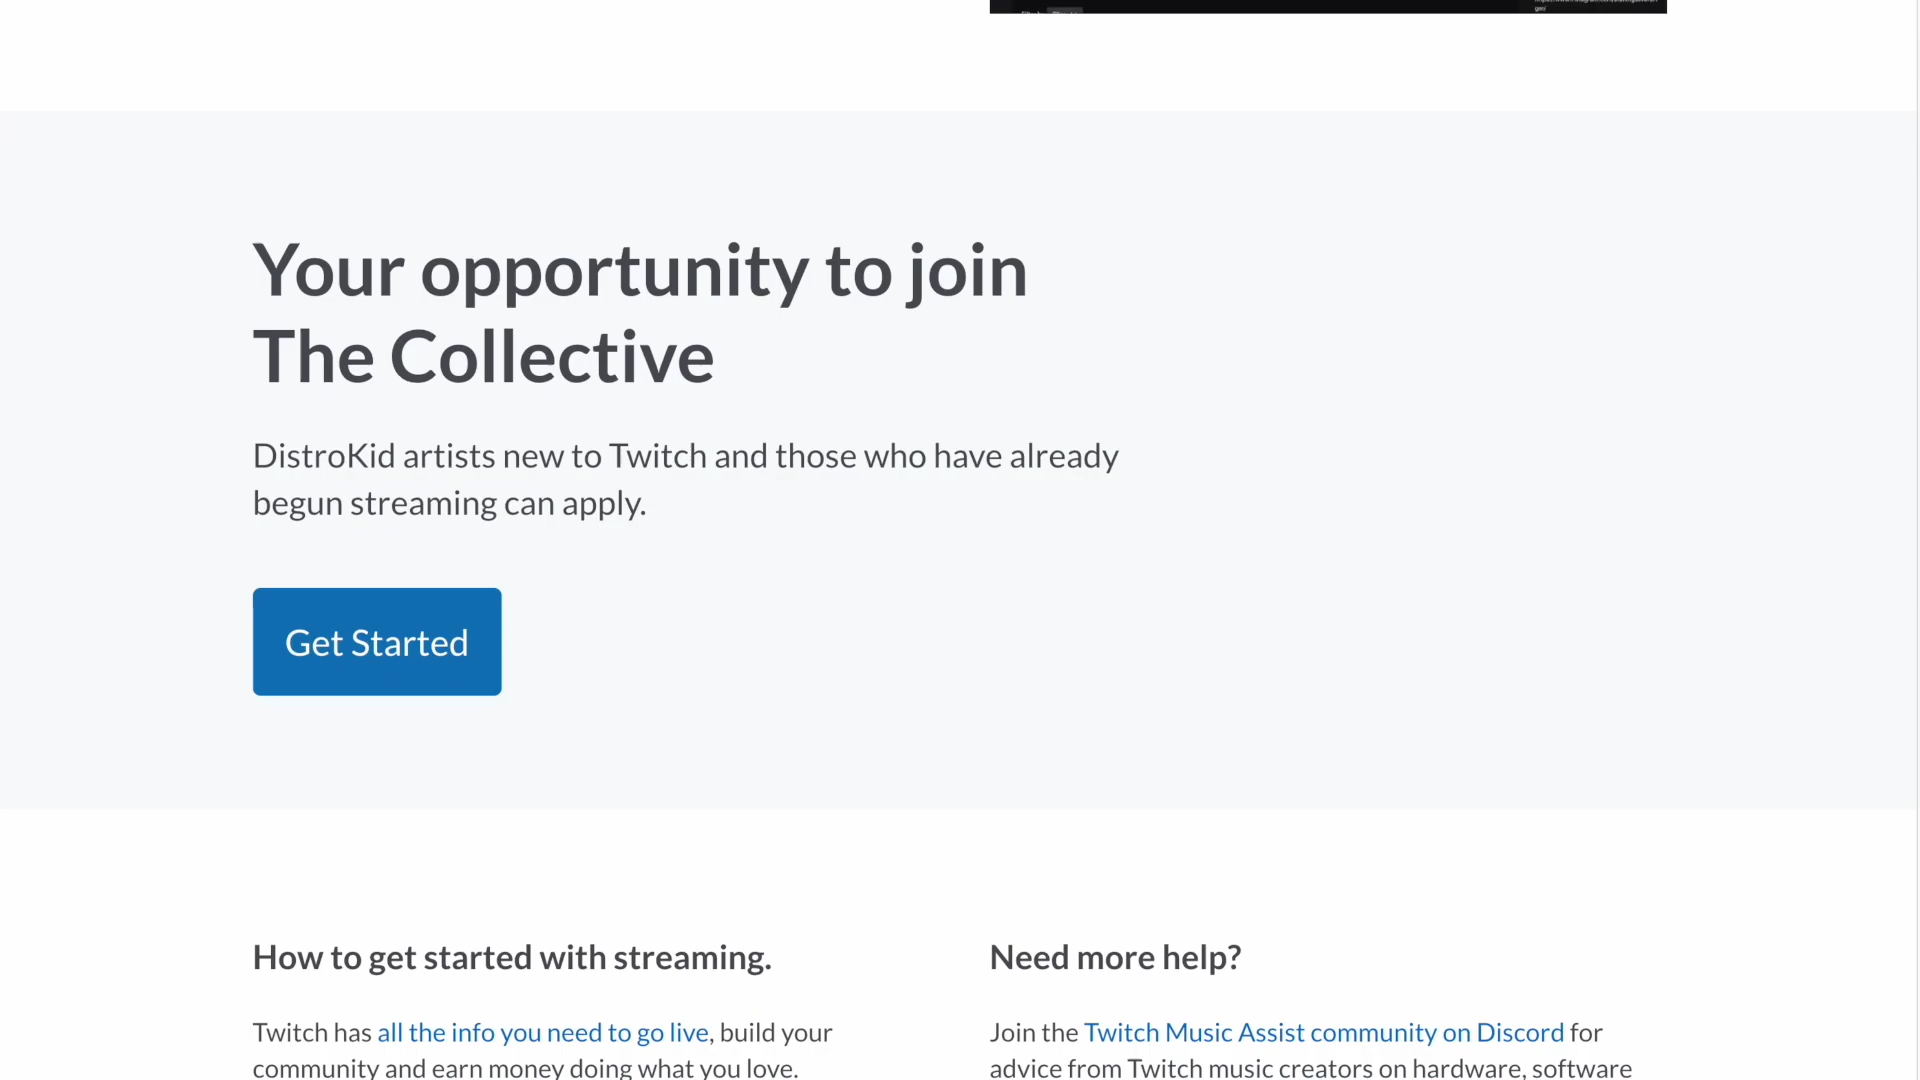 Your opportunity to join
The Collective
DistroKid artists new to Twitch and those who have already
begun streaming can apply.
Get Started
How to get started with streaming.
Twitch has all the info you need to go live, build your
community and earn money doing what you love.
Need more help?
Join the Twitch Music Assist community on Discord for
advice from Twitch music creators on hardware, software